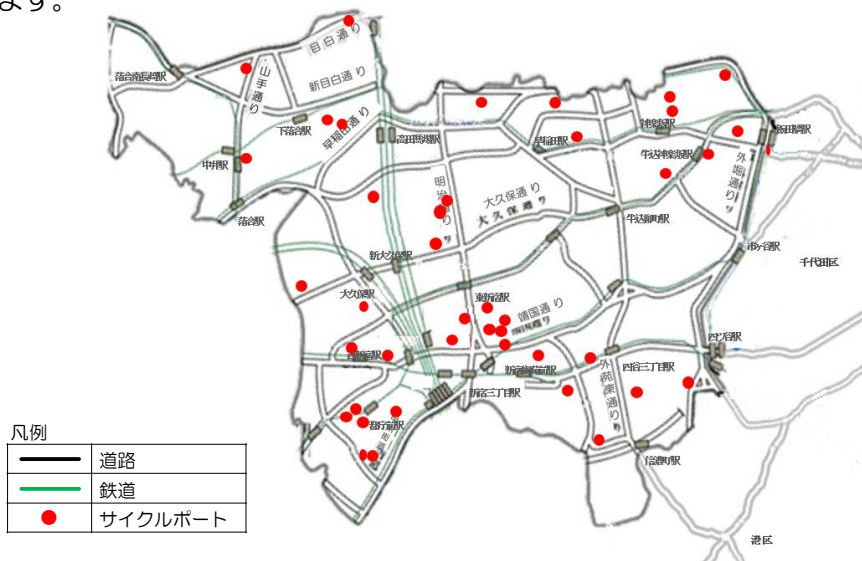 ます。
目白通り
落合南長崎駅
山手通り
新目白通り
下落合駅
早稲田通り
高田馬場駅
早稲田駅
神楽坂駅
飯田橋駅
牛込神楽坂駅
外堀通り
中井駅
落合駅
明治通り
大久保通り
大久保通り
牛込柳町駅
市ヶ谷駅
千代田区
新大久保駅
大久保駅
東新宿駅
靖国通り
西新宿駅
新宿御苑前駅
四谷三丁目駅
四ツ谷駅
新宿三丁目駅
外苑東通り
都庁前駅
信濃町駅
港区
凡例
道路
鉄道
サイクルポート